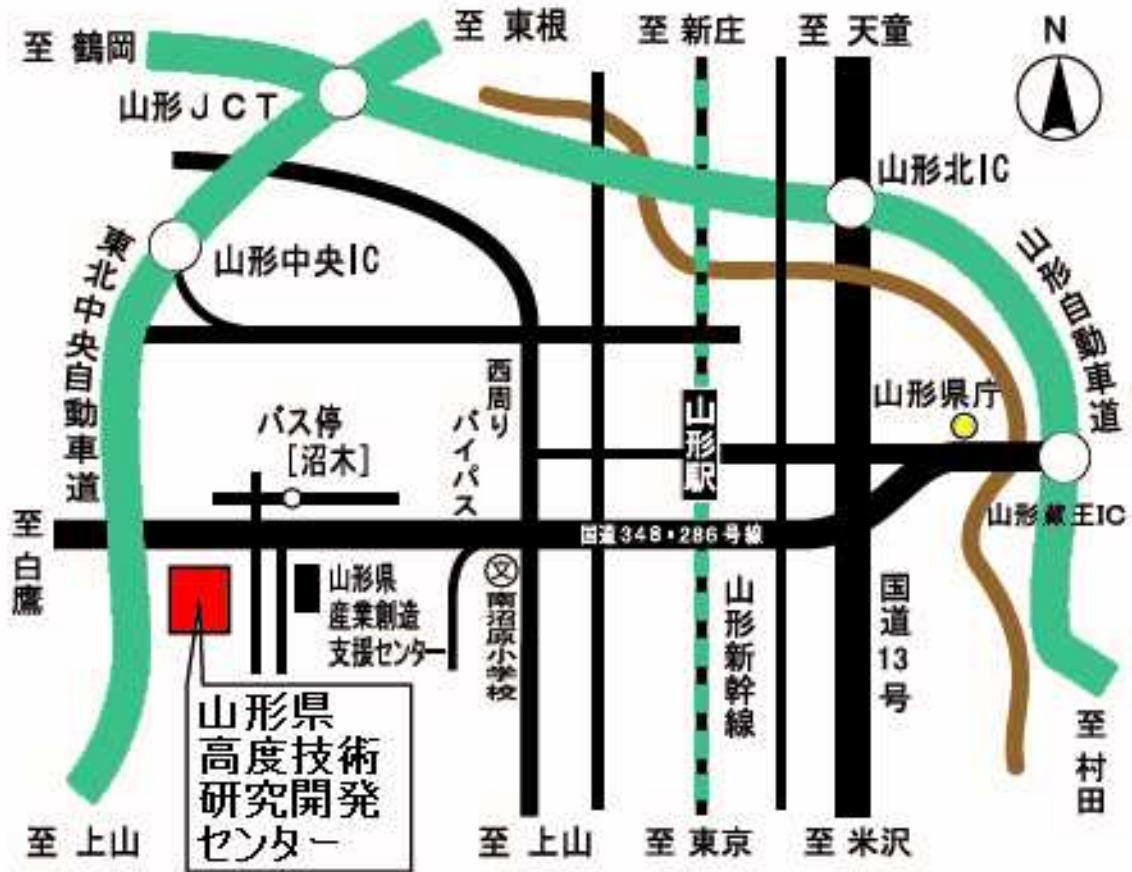 至 鶴岡
至 東根
至 新庄
至 天童
N
山形JCT
山形北IC
山形中央IC
東北中央自動車道
山形自動車道
西周り
バイパス
山形県庁
バス停
[沼木]
山形駅
山形蔵王IC
至 白鷹
国道348・286号線
山形県
産業創造
支援センター
南沼原小学校
文
山形新幹線
国道13号
山形県
高度技術
研究開発
センター
至 村田
至 上山
至 上山
至 東京
至 米沢